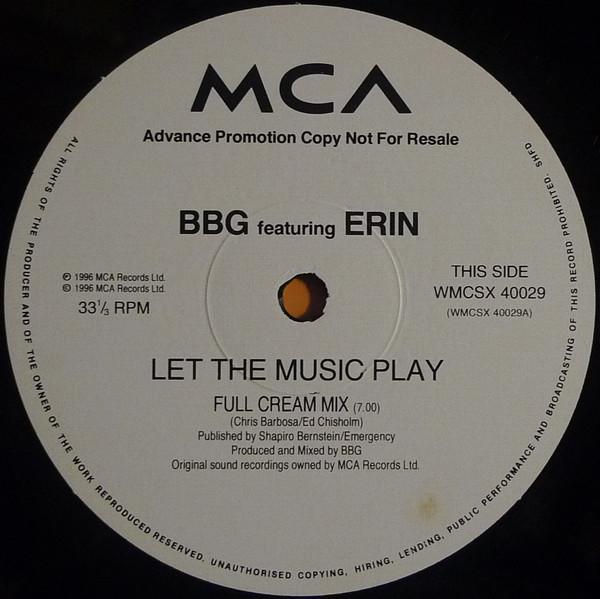 MCA
Advance Promotion Copy Not For Resale
BBG featuring ERIN
℗ 1996 MCA Records Ltd.
© 1996 MCA Records Ltd.
33⅓ RPM
THIS SIDE
WMCSX 40029
(WMCSX 40029A)
LET THE MUSIC PLAY
FULL CREAM MIX (7.00)
(Chris Barbosa/Ed Chisholm)
Published by Shapiro Bernstein/Emergency
Produced and Mixed by BBG
Original sound recordings owned by MCA Records Ltd.
ALL RIGHTS OF THE PRODUCER AND OF THE OWNER OF THE WORK REPRODUCED RESERVED. UNAUTHORISED COPYING, HIRING, LENDING, PUBLIC PERFORMANCE AND BROADCASTING OF THIS RECORD PROHIBITED. SHFD